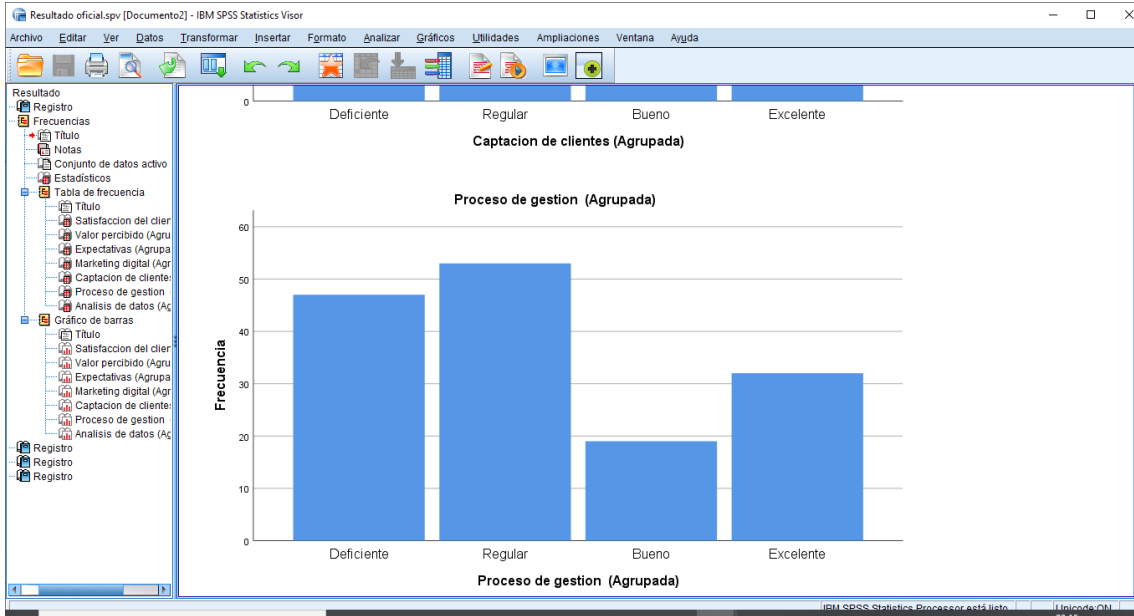 Resultado oficial.spv [Documento2] - IBM SPSS Statistics Visor
Archivo Editar Ver Datos Transformar Insertar Formato Analizar Gráficos Utilidades Ampliaciones Ventana Ayuda
Resultado
Registro
Frecuencias
Título
Notas
Conjunto de datos activo
Estadísticos
Tabla de frecuencia
Título
Satisfaccion del clien
Valor percibido (Agru
Expectativas (Agrupa
Marketing digital (Agr
Captacion de cliente
Proceso de gestion
Analisis de datos (Ag
Gráfico de barras
Título
Satisfaccion del clien
Valor percibido (Agru
Expectativas (Agrupa
Marketing digital (Agr
Captacion de cliente
Proceso de gestion
Analisis de datos (Ag
Registro
Registro
Registro
0
Deficiente Regular Bueno Excelente
Captacion de clientes (Agrupada)
Proceso de gestion (Agrupada)
Frecuencia
60
50
40
30
20
10
0
Deficiente Regular Bueno Excelente
Proceso de gestion (Agrupada)
IBM SPSS Statistics Processor está listo Unicode:ON